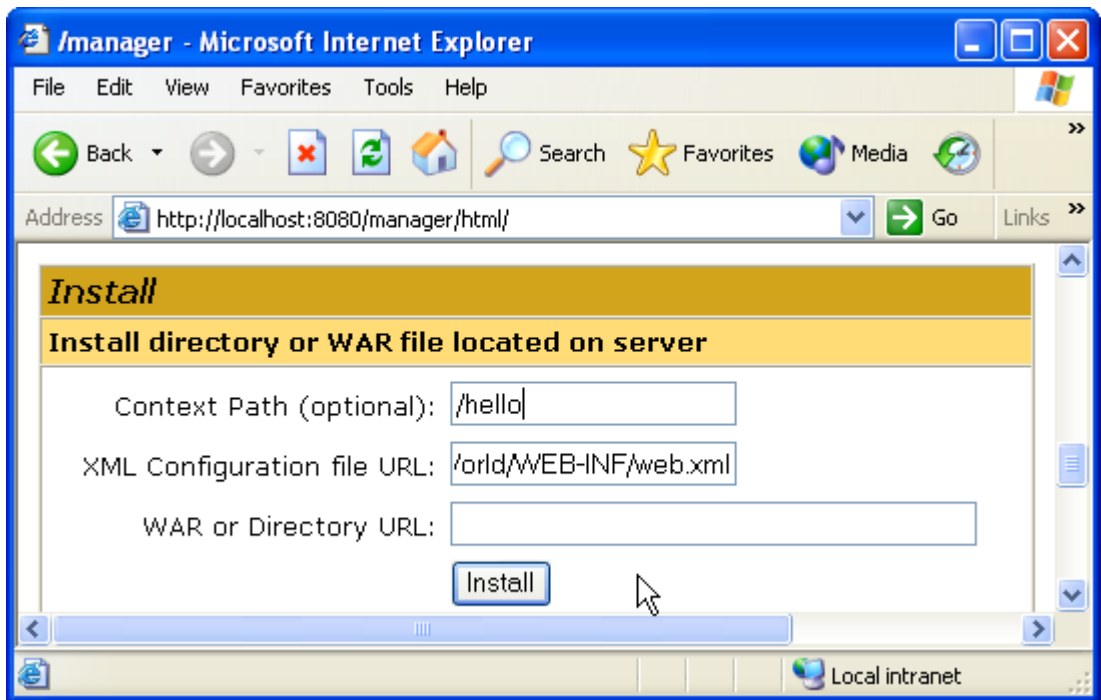 /manager - Microsoft Internet Explorer
File Edit View Favorites Tools Help
Back Search Favorites Media
Address http://localhost:8080/manager/html/ Go Links
Install
Install directory or WAR file located on server
Context Path (optional): /hello
XML Configuration file URL: /orld/WEB-INF/web.xml
WAR or Directory URL:
Install
Local intranet